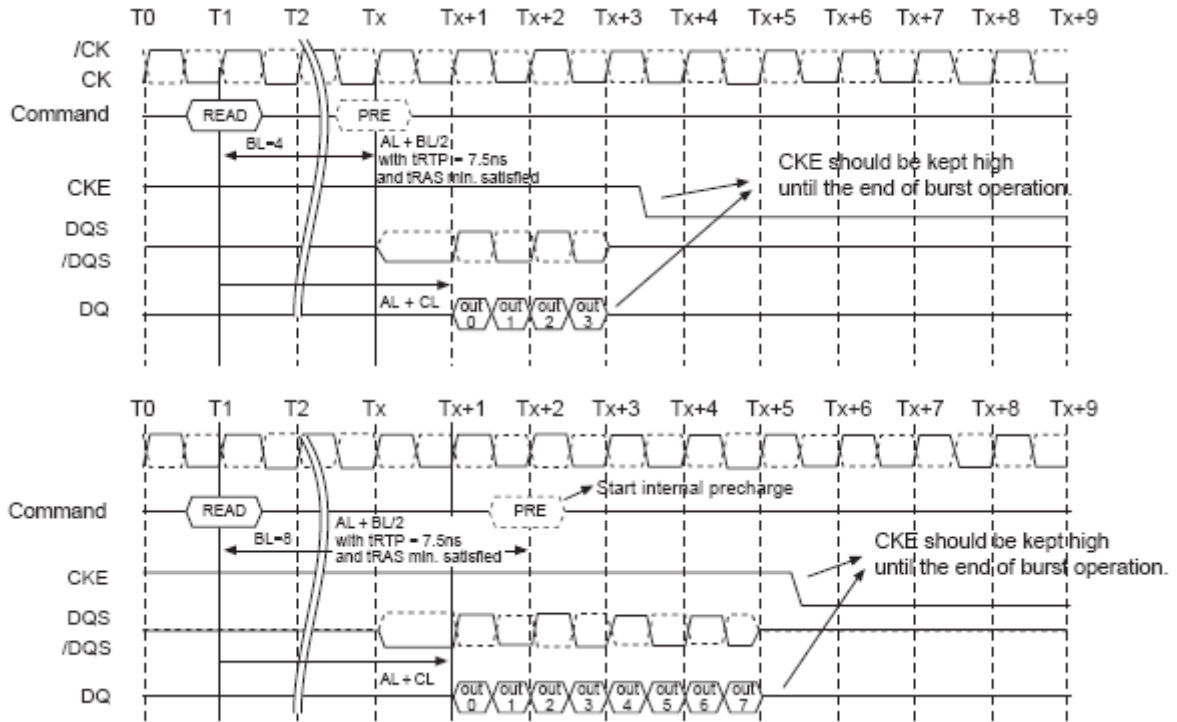 T0 T1 T2 Tx Tx+1 Tx+2 Tx+3 Tx+4 Tx+5 Tx+6 Tx+7 Tx+8 Tx+9
/CK
CK
Command READ PRE
BL=4 AL + BL/2
with tRTP = 7.5ns
and tRAS min. satisfied
CKE should be kept high
until the end of burst operation.
CKE
DQS
/DQS
AL + CL
DQ out 0 out 1 out 2 out 3
T0 T1 T2 Tx Tx+1 Tx+2 Tx+3 Tx+4 Tx+5 Tx+6 Tx+7 Tx+8 Tx+9
Start internal precharge
Command READ PRE
BL=8 AL + BL/2
with tRTP = 7.5ns
and tRAS min. satisfied
CKE should be kept high
until the end of burst operation.
CKE
DQS
/DQS
AL + CL
DQ out 0 out 1 out 2 out 3 out 4 out 5 out 6 out 7